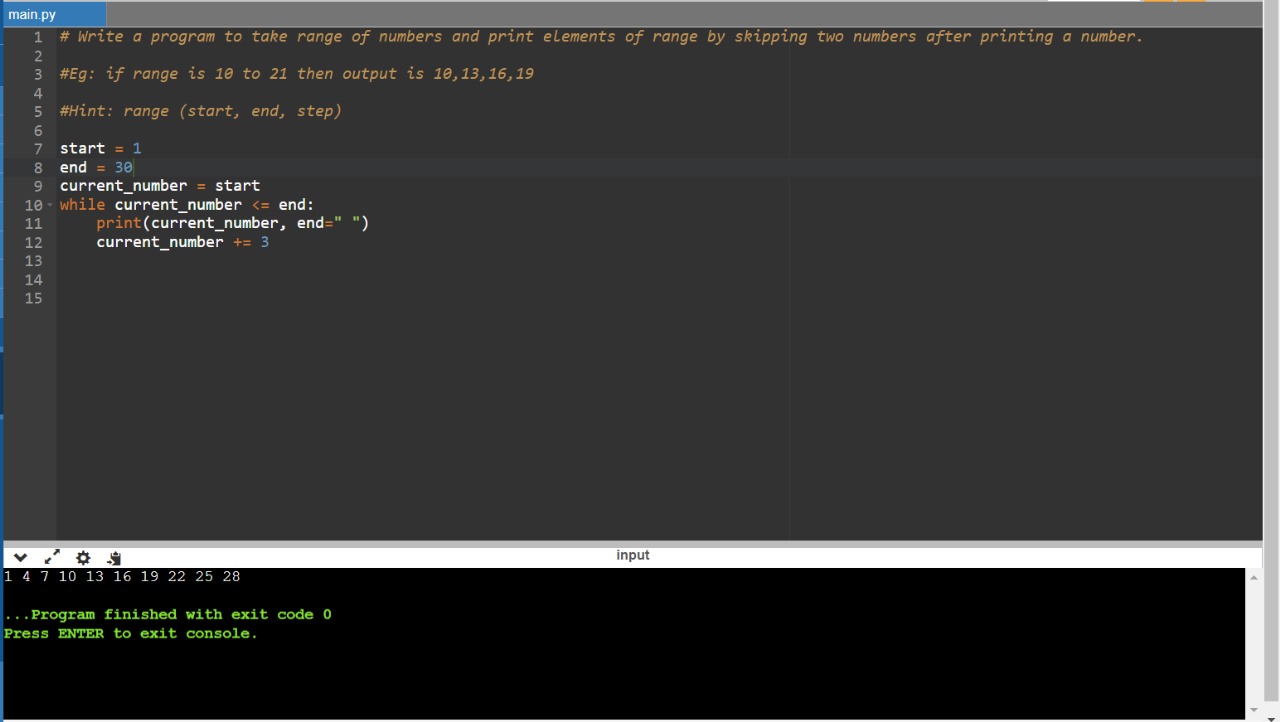 main.py
1 # Write a program to take range of numbers and print elements of range by skipping two numbers after printing a number.
2
3 #Eg: if range is 10 to 21 then output is 10,13,16,19
4
5 #Hint: range (start, end, step)
6
7 start = 1
8 end = 30
9 current_number = start
10 while current_number <= end:
11     print(current_number, end=" ")
12     current_number += 3
13
14
15
input
1 4 7 10 13 16 19 22 25 28
...Program finished with exit code 0
Press ENTER to exit console.